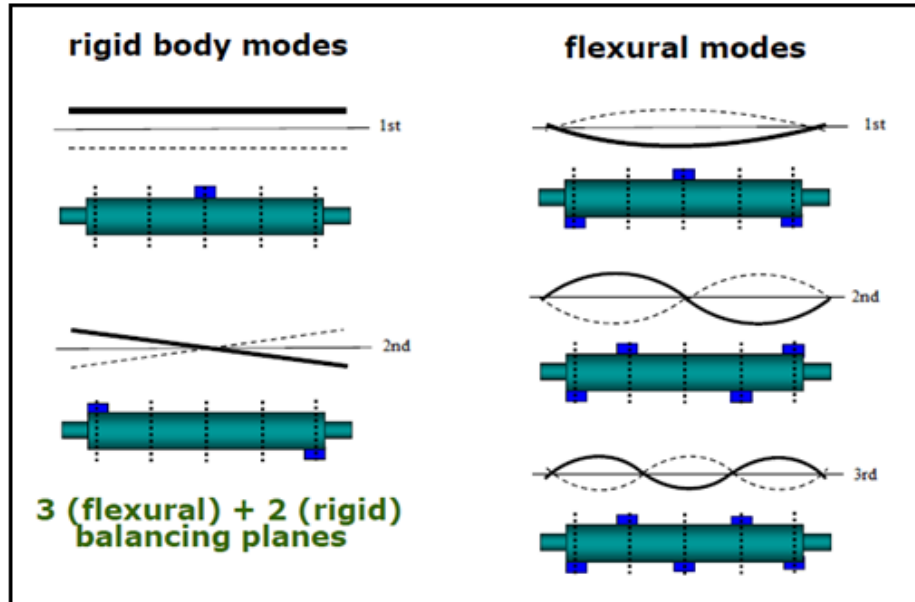 rigid body modes
1st
2nd
3 (flexural) + 2 (rigid)
balancing planes
flexural modes
1st
2nd
3rd